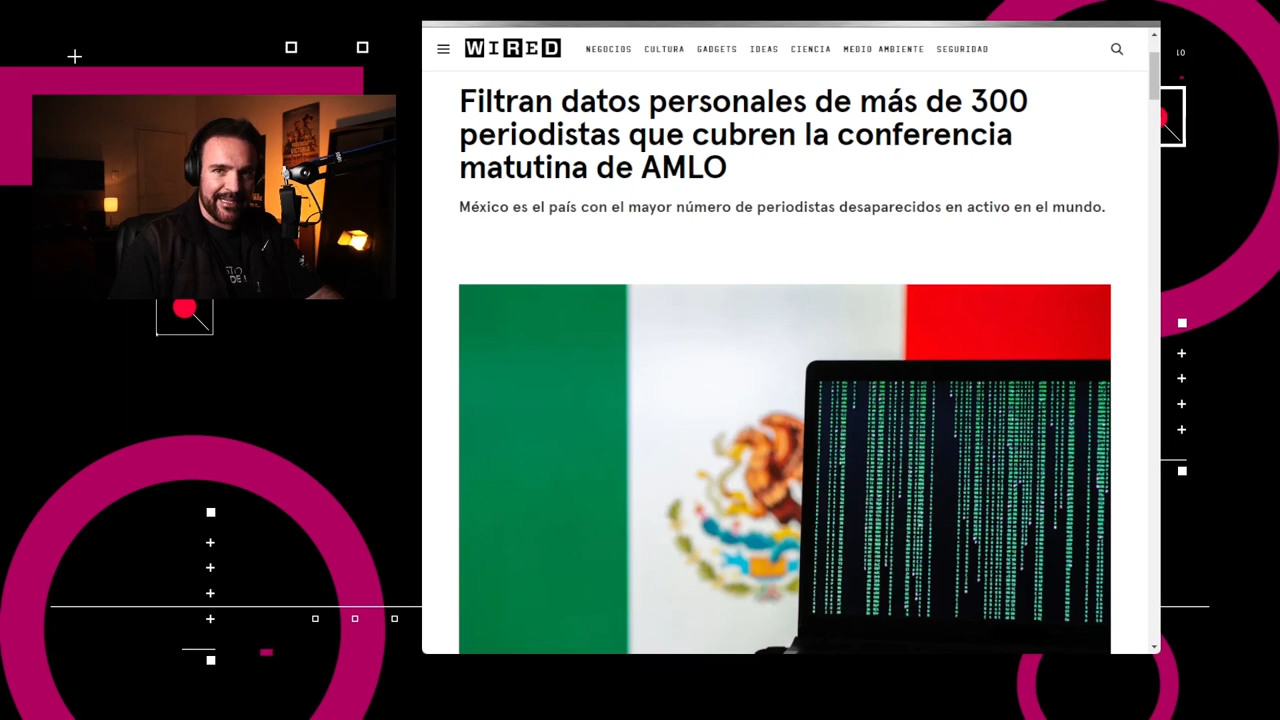 WIRED
NEGOCIOS CULTURA GADGETS IDEAS CIENCIA MEDIO AMBIENTE SEGURIDAD
Filtran datos personales de más de 300
periodistas que cubren la conferencia
matutina de AMLO
México es el país con el mayor número de periodistas desaparecidos en activo en el mundo.